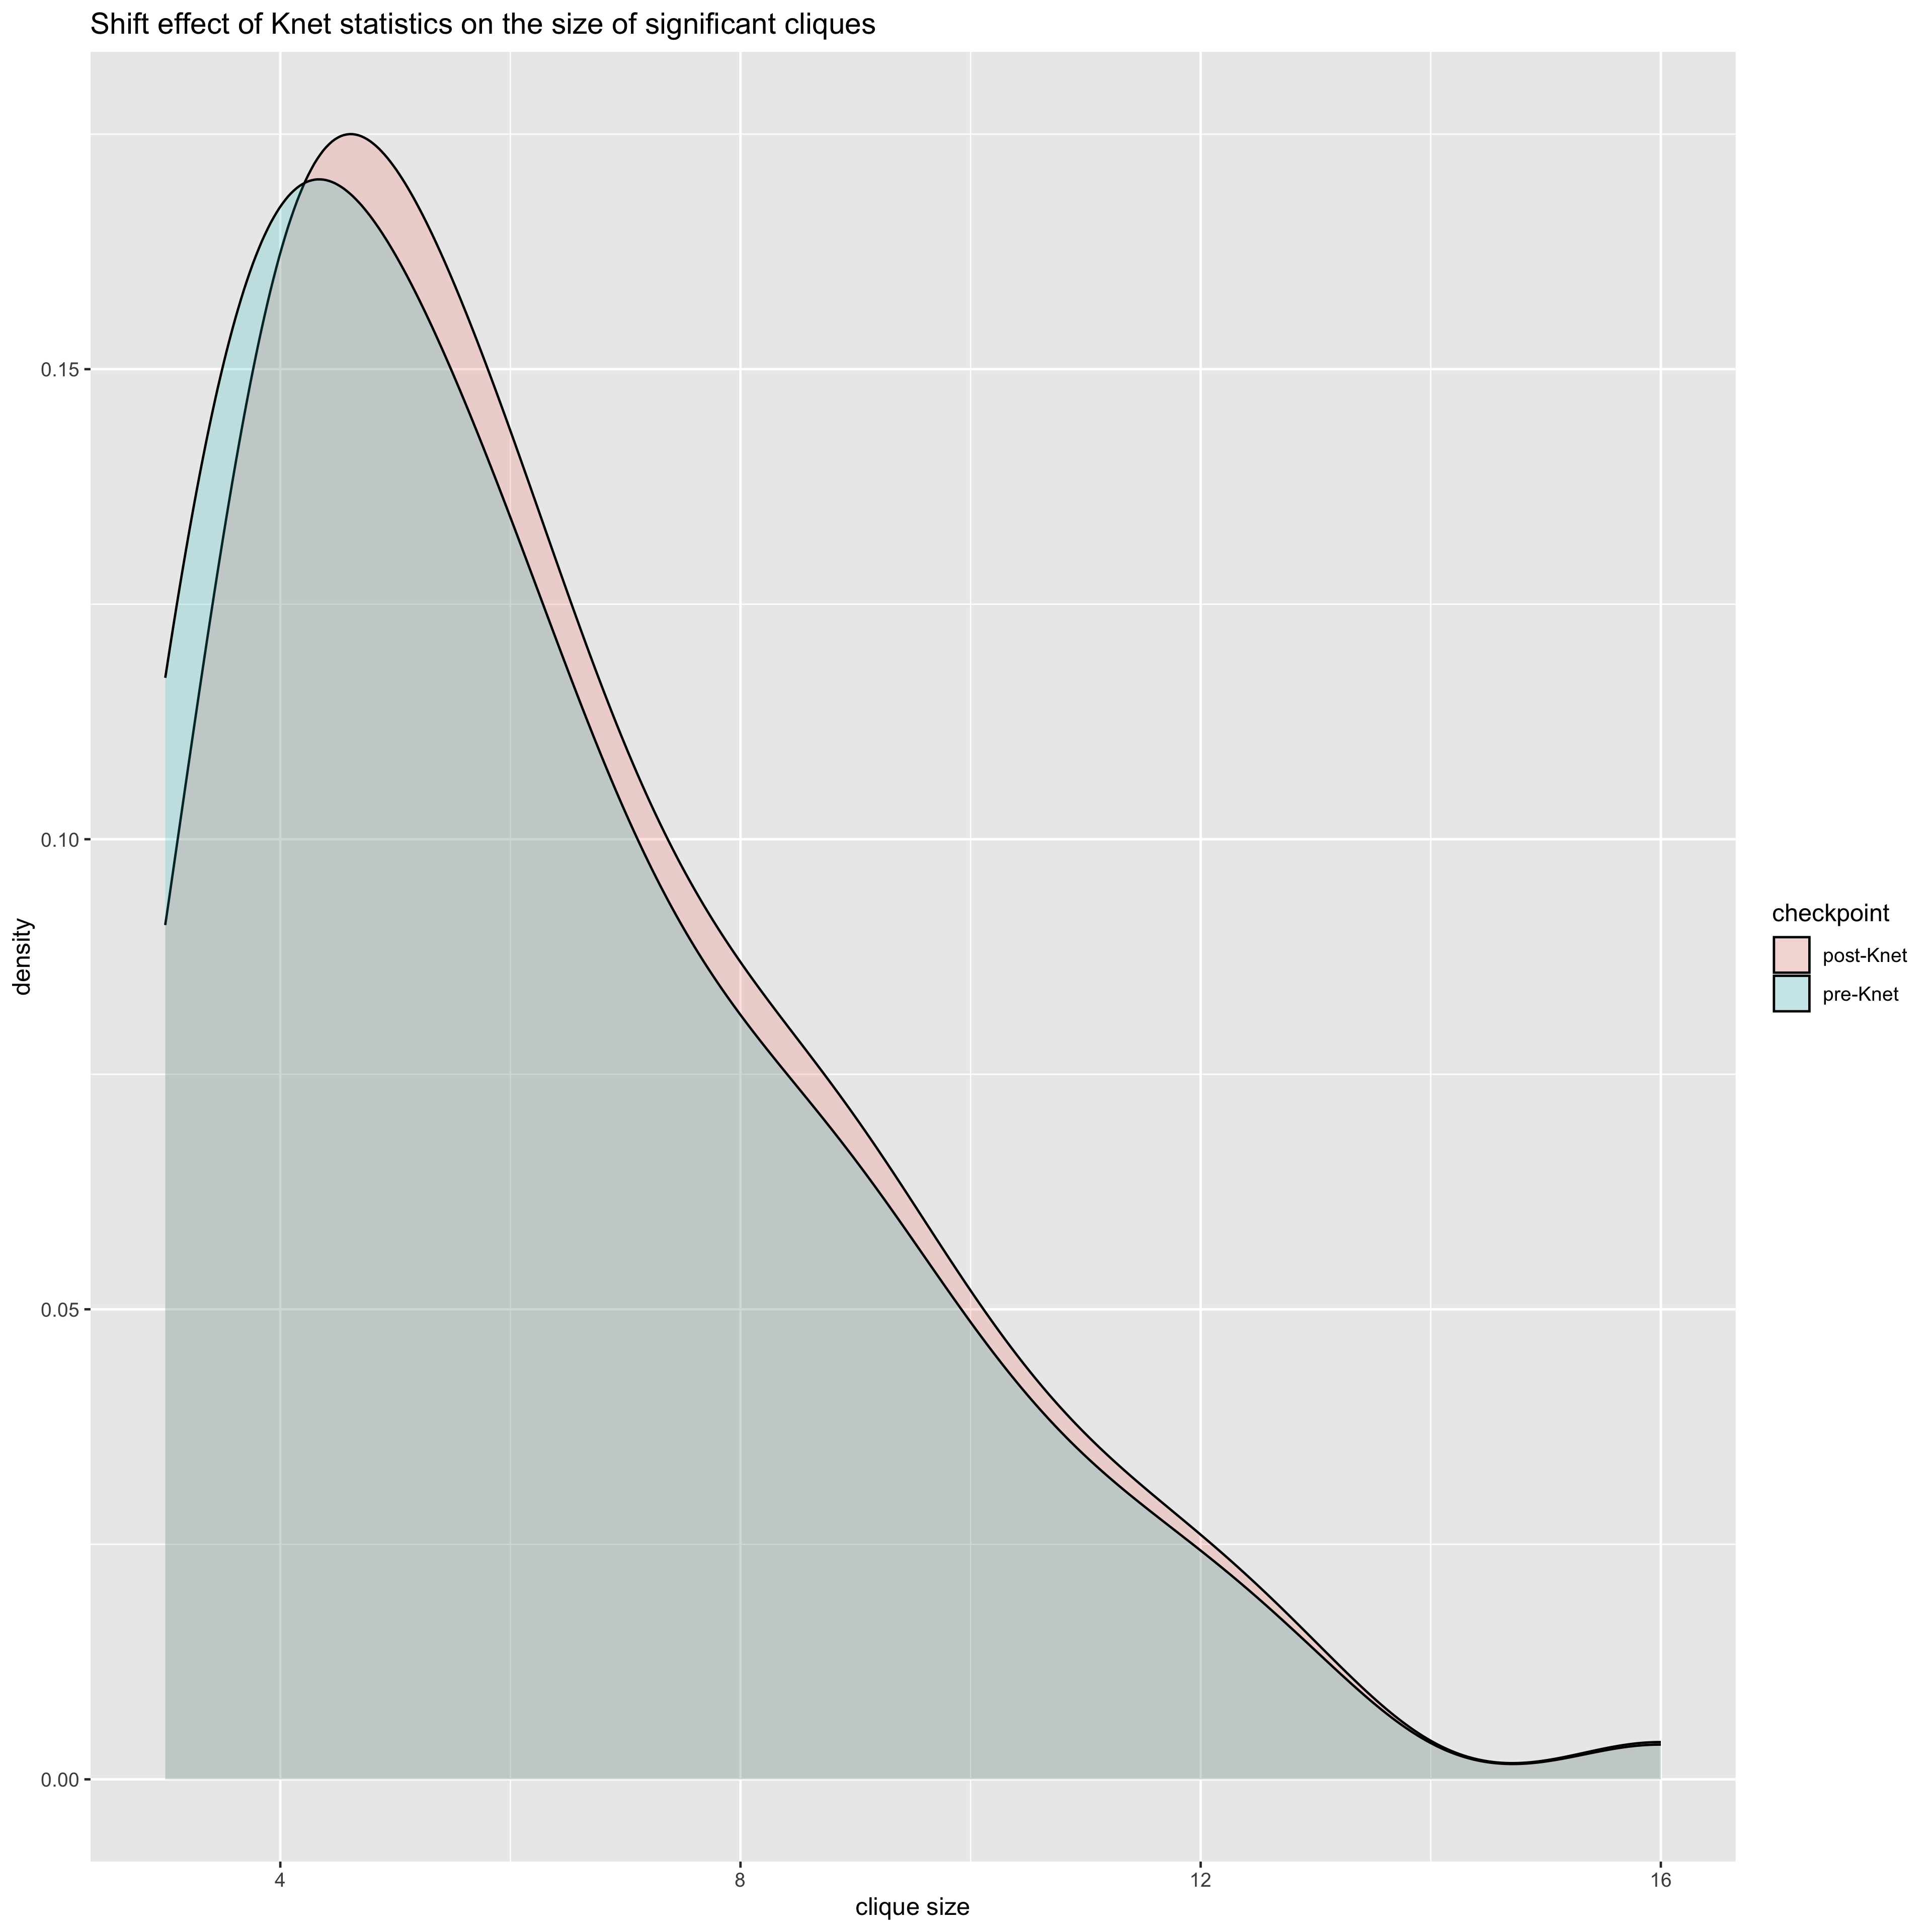 Shift effect of Knet statistics on the size of significant cliques
density
0.15
0.10
0.05
0.00
4
8
12
16
clique size
checkpoint
post-Knet
pre-Knet